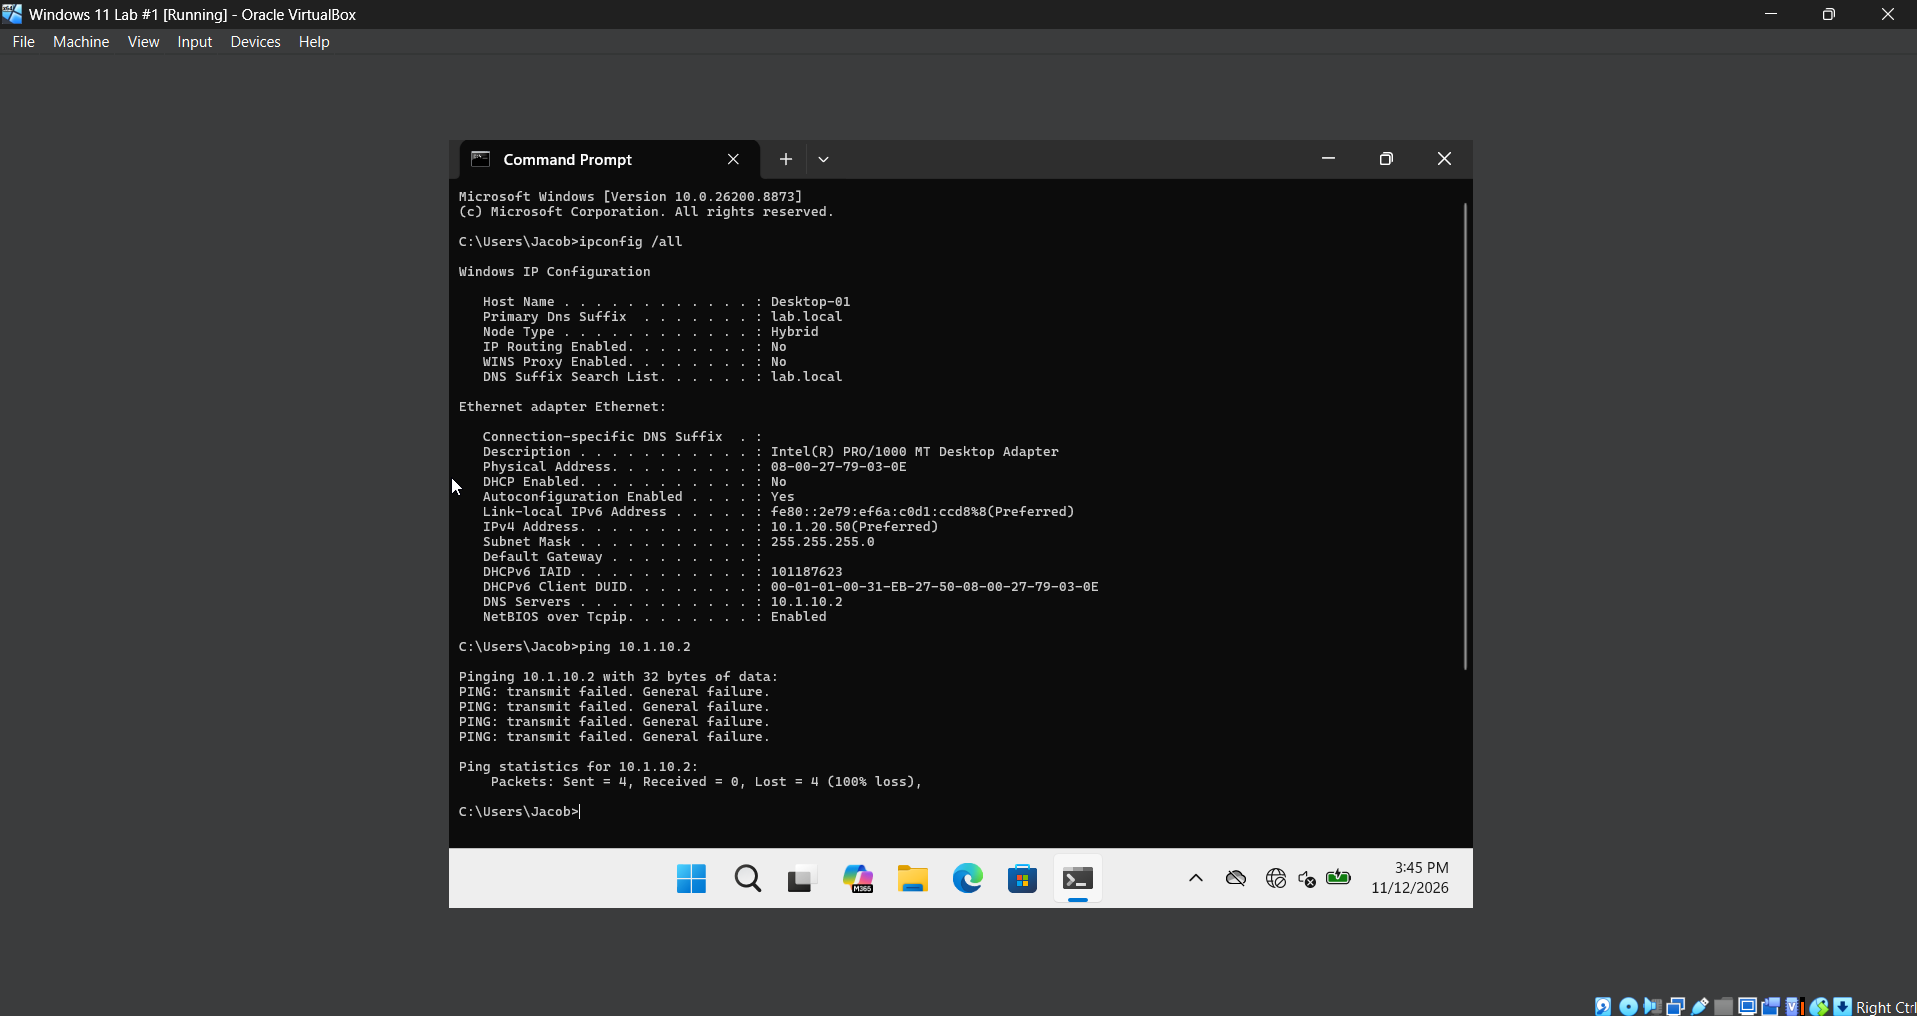 Windows 11 Lab #1 [Running] - Oracle VirtualBox
File Machine View Input Devices Help
Command Prompt
Microsoft Windows [Version 10.0.26200.8873]
(c) Microsoft Corporation. All rights reserved.
C:\Users\Jacob>ipconfig /all
Windows IP Configuration
Host Name . . . . . . . . . . . . : Desktop-01
Primary Dns Suffix  . . . . . . . : lab.local
Node Type . . . . . . . . . . . . : Hybrid
IP Routing Enabled. . . . . . . . : No
WINS Proxy Enabled. . . . . . . . : No
DNS Suffix Search List. . . . . . : lab.local
Ethernet adapter Ethernet:
Connection-specific DNS Suffix  . :
Description . . . . . . . . . . . : Intel(R) PRO/1000 MT Desktop Adapter
Physical Address. . . . . . . . . : 08-00-27-79-03-0E
DHCP Enabled. . . . . . . . . . . : No
Autoconfiguration Enabled . . . . : Yes
Link-local IPv6 Address . . . . . : fe80::2e79:ef6a:c0d1:ccd8%8(Preferred)
IPv4 Address. . . . . . . . . . . : 10.1.20.50(Preferred)
Subnet Mask . . . . . . . . . . . : 255.255.255.0
Default Gateway . . . . . . . . . :
DHCPv6 IAID . . . . . . . . . . . : 101187623
DHCPv6 Client DUID. . . . . . . . : 00-01-01-00-31-EB-27-50-08-00-27-79-03-0E
DNS Servers . . . . . . . . . . . : 10.1.10.2
NetBIOS over Tcpip. . . . . . . . : Enabled
C:\Users\Jacob>ping 10.1.10.2
Pinging 10.1.10.2 with 32 bytes of data:
PING: transmit failed. General failure.
PING: transmit failed. General failure.
PING: transmit failed. General failure.
PING: transmit failed. General failure.
Ping statistics for 10.1.10.2:
Packets: Sent = 4, Received = 0, Lost = 4 (100% loss),
C:\Users\Jacob>
M365
3:45 PM
11/12/2026
Right Ctrl